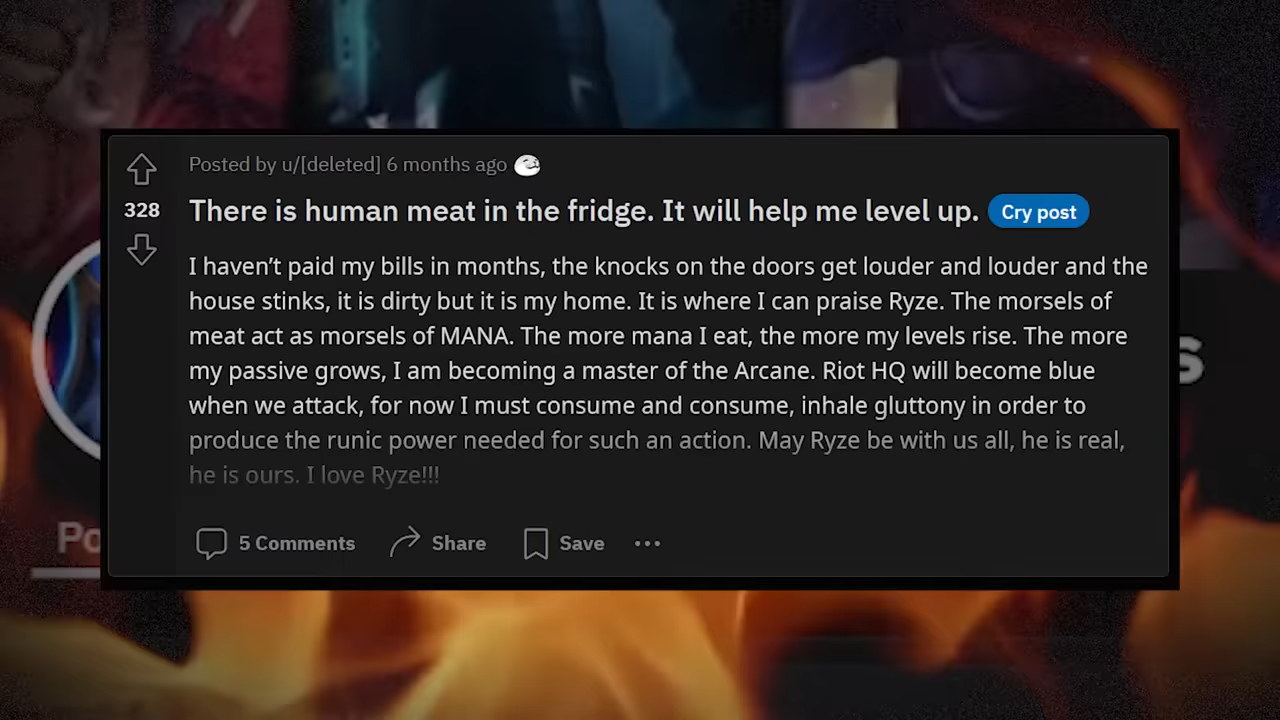 Posted by u/[deleted] 6 months ago
328
There is human meat in the fridge. It will help me level up. Cry post
I haven’t paid my bills in months, the knocks on the doors get louder and louder and the
house stinks, it is dirty but it is my home. It is where I can praise Ryze. The morsels of
meat act as morsels of MANA. The more mana I eat, the more my levels rise. The more
my passive grows, I am becoming a master of the Arcane. Riot HQ will become blue
when we attack, for now I must consume and consume, inhale gluttony in order to
produce the runic power needed for such an action. May Ryze be with us all, he is real,
he is ours. I love Ryze!!!
5 Comments Share Save